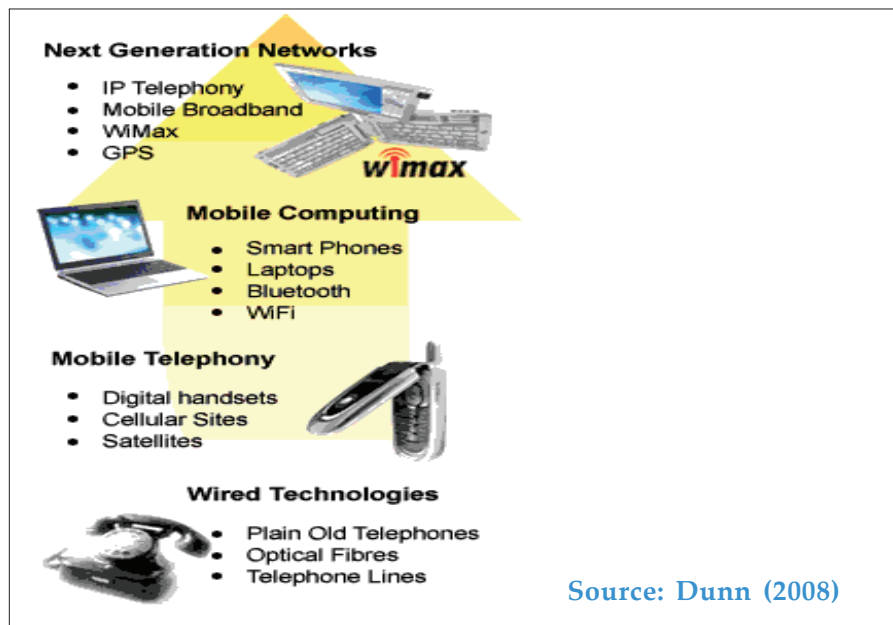 Next Generation Networks
• IP Telephony
• Mobile Broadband
• WiMax
• GPS
wimax
Mobile Computing
• Smart Phones
• Laptops
• Bluetooth
• WiFi
Mobile Telephony
• Digital handsets
• Cellular Sites
• Satellites
Wired Technologies
• Plain Old Telephones
• Optical Fibres
• Telephone Lines
Source: Dunn (2008)